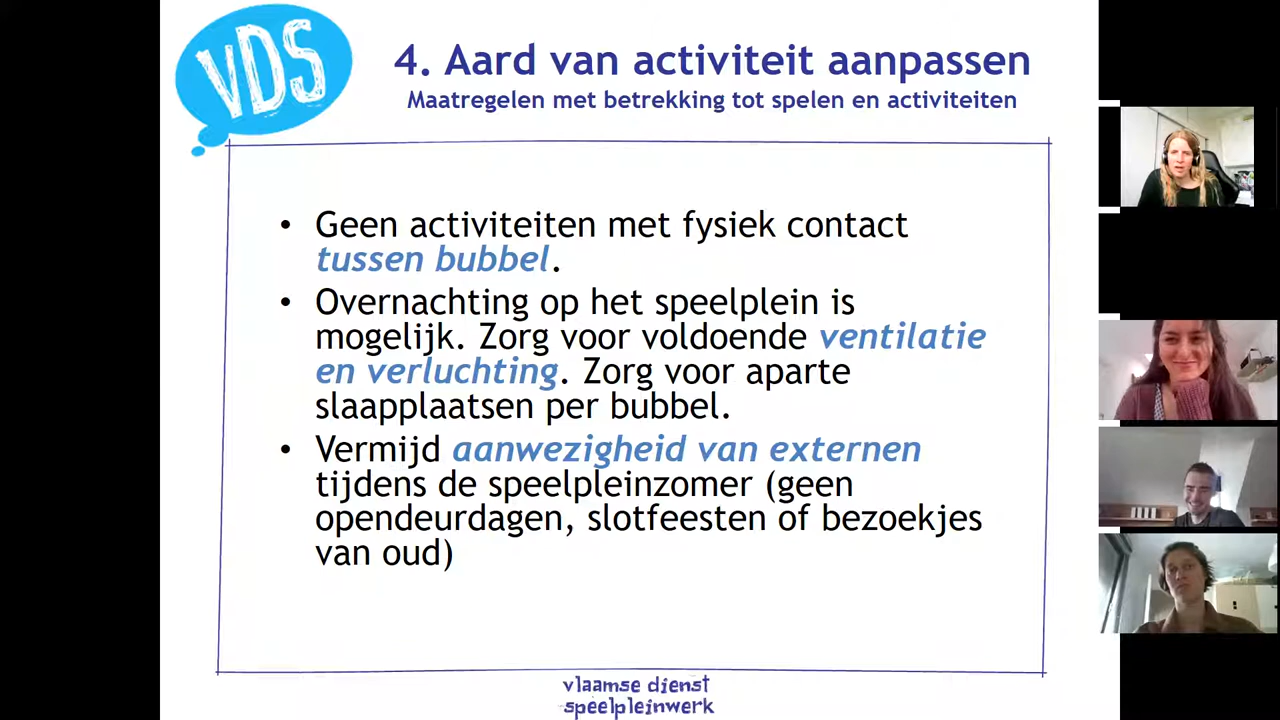 VDS
4. Aard van activiteit aanpassen
Maatregelen met betrekking tot spelen en activiteiten
• Geen activiteiten met fysiek contact
tussen bubbel.
• Overnachting op het speelplein is
mogelijk. Zorg voor voldoende ventilatie
en verluchting. Zorg voor aparte
slaapplaatsen per bubbel.
• Vermijd aanwezigheid van externen
tijdens de speelpleinzomer (geen
opendeurdagen, slotfeesten of bezoekjes
van oud)
vlaamse dienst
speelpleinwerk